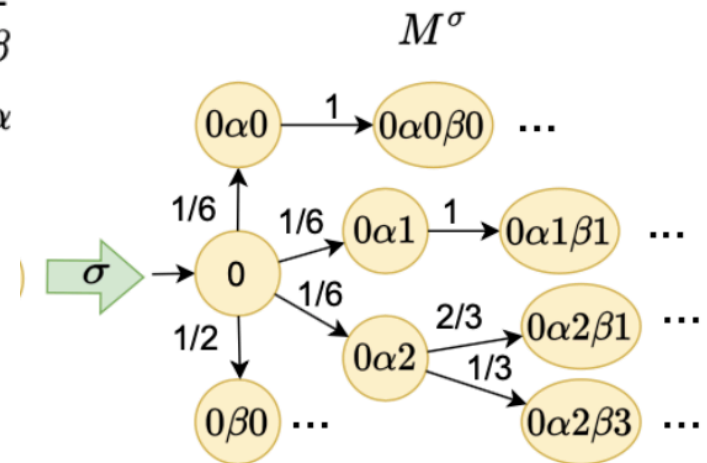 β
M^σ
α
0α0
1
0α0β0
...
1/6
1/6
0α1
1
0α1β1
...
σ
0
1/6
1/2
2/3
0α2β1
...
0α2
1/3
0β0
...
0α2β3
...